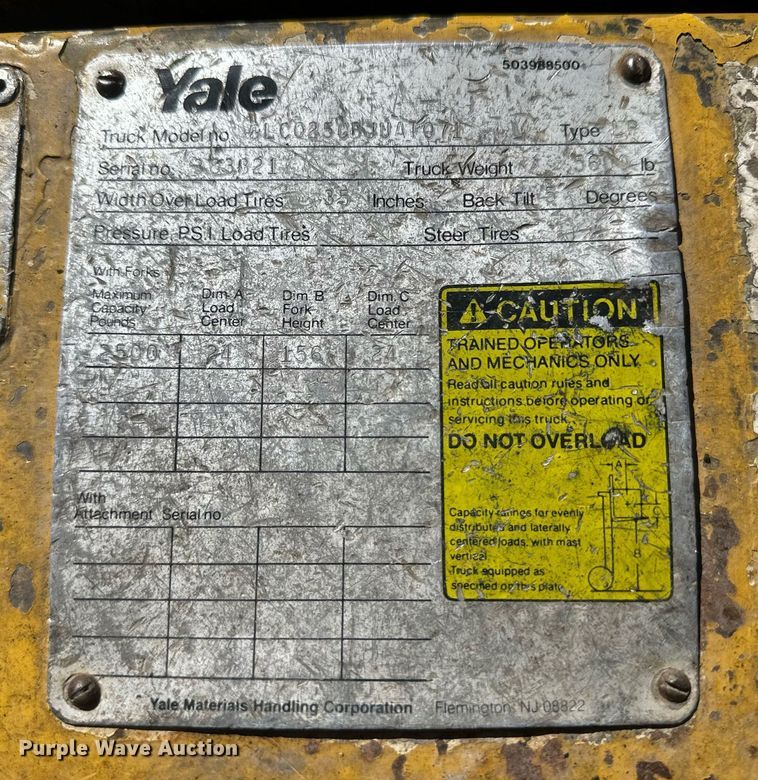 Yale
503988500
Truck Model no. Type LP
Serial no. Truck Weight lb
Width Over Load Tires 35 Inches Back Tilt 5 Degrees
Pressure P.S.I. Load Tires Steer Tires
With Forks
Maximum Capacity Pounds
Dim. A Load Center
Dim. B Fork Height
Dim. C Load Center
2500 24 156 24
With
Attachment Serial no.
CAUTION
TRAINED OPERATORS
AND MECHANICS ONLY
Read all caution rules and
instructions before operating or
servicing this truck.
DO NOT OVERLOAD
A
C
B
Capacity ratings for evenly
distributed and laterally
centered loads, with mast
vertical.
Truck equipped as
specified on this plate.
Yale Materials Handling Corporation Flemington, NJ 08822
Purple Wave Auction